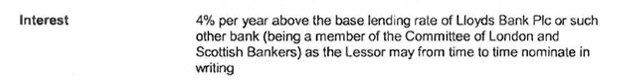 Interest
4% per year above the base lending rate of Lloyds Bank Plc or such
other bank (being a member of the Committee of London and
Scottish Bankers) as the Lessor may from time to time nominate in
writing